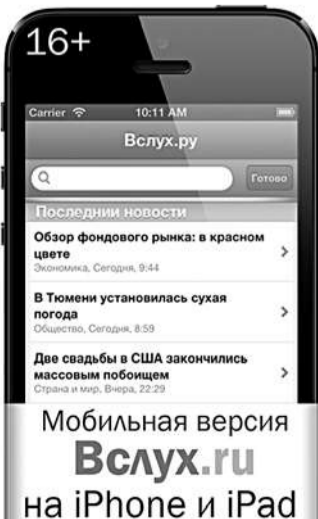 16+
Carrier 10:11 AM
Вслух.ру
Готово
Последнии новости
Обзор фондового рынка: в красном
цвете
Экономика, Сегодня, 9:44
В Тюмени установилась сухая
погода
Общество, Сегодня, 8:59
Две свадьбы в США закончились
массовым побоищем
Страна и мир, Вчера, 22:29
Мобильная версия
Вслух.ru
на iPhone и iPad